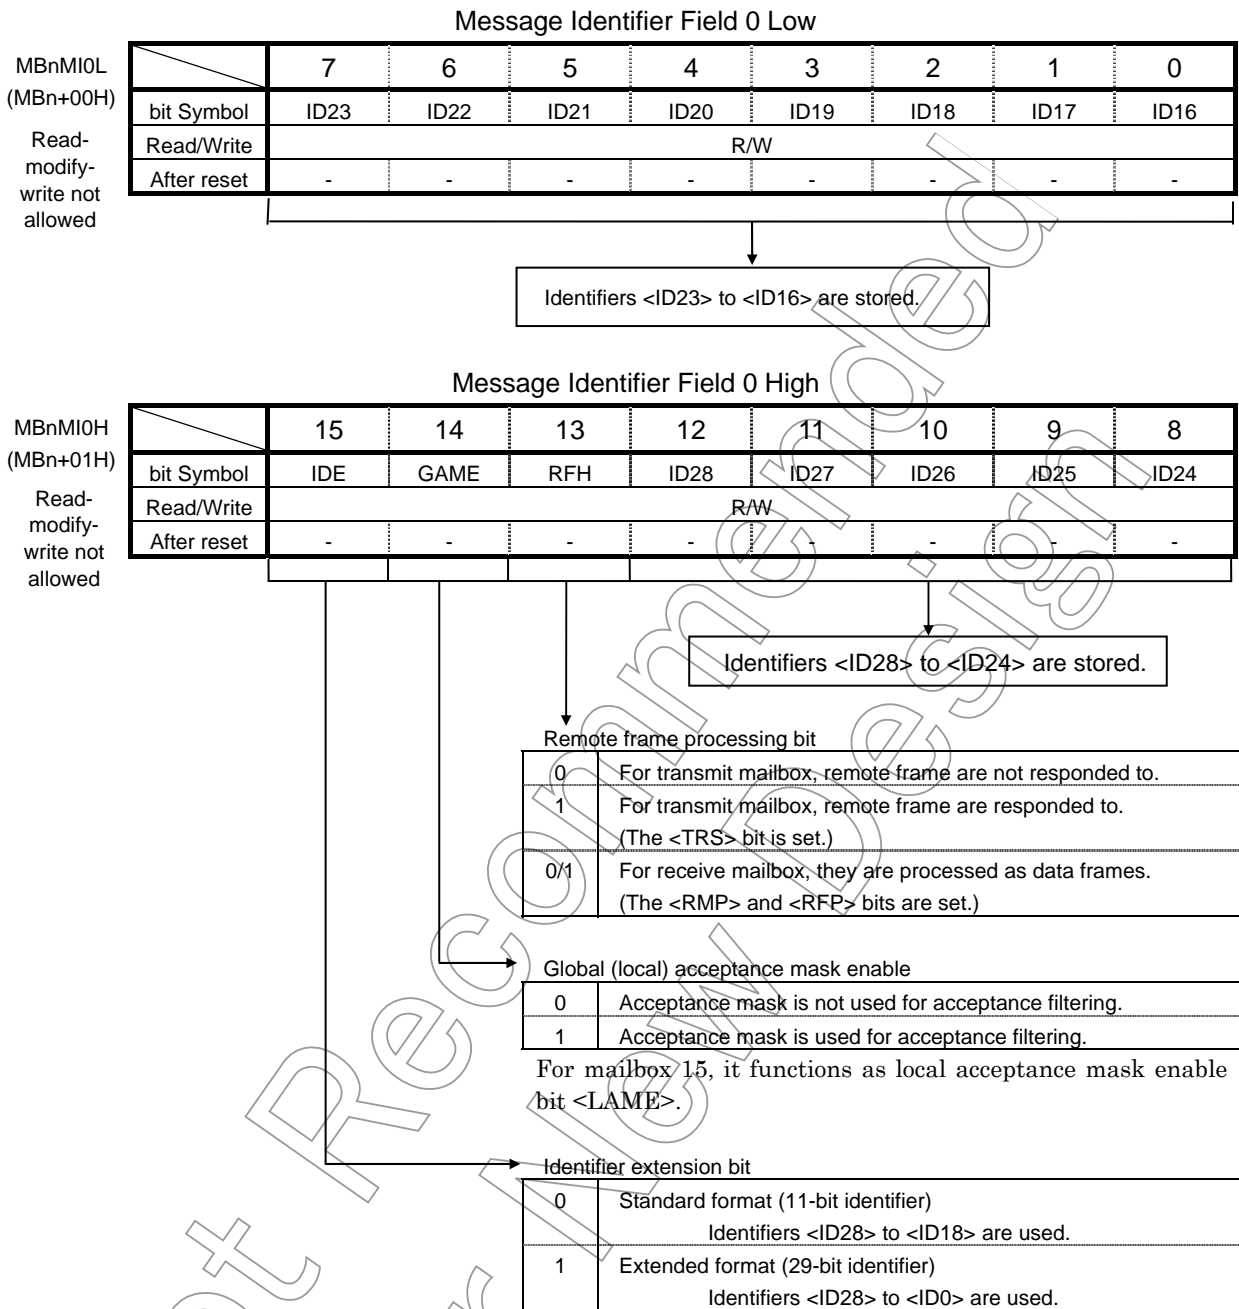 Message Identifier Field 0 Low
MBnMI0L
(MBn+00H)
Read-
modify-
write not
allowed
7 6 5 4 3 2 1 0
bit Symbol ID23 ID22 ID21 ID20 ID19 ID18 ID17 ID16
Read/Write R/W
After reset - - - - - - - -
Identifiers <ID23> to <ID16> are stored.
Message Identifier Field 0 High
MBnMI0H
(MBn+01H)
Read-
modify-
write not
allowed
15 14 13 12 11 10 9 8
bit Symbol IDE GAME RFH ID28 ID27 ID26 ID25 ID24
Read/Write R/W
After reset - - - - - - - -
Identifiers <ID28> to <ID24> are stored.
Remote frame processing bit
0 For transmit mailbox, remote frame are not responded to.
1 For transmit mailbox, remote frame are responded to.
(The <TRS> bit is set.)
0/1 For receive mailbox, they are processed as data frames.
(The <RMP> and <RFP> bits are set.)
Global (local) acceptance mask enable
0 Acceptance mask is not used for acceptance filtering.
1 Acceptance mask is used for acceptance filtering.
For mailbox 15, it functions as local acceptance mask enable
bit <LAME>.
Identifier extension bit
0 Standard format (11-bit identifier)
Identifiers <ID28> to <ID18> are used.
1 Extended format (29-bit identifier)
Identifiers <ID28> to <ID0> are used.
Recommended
New Design